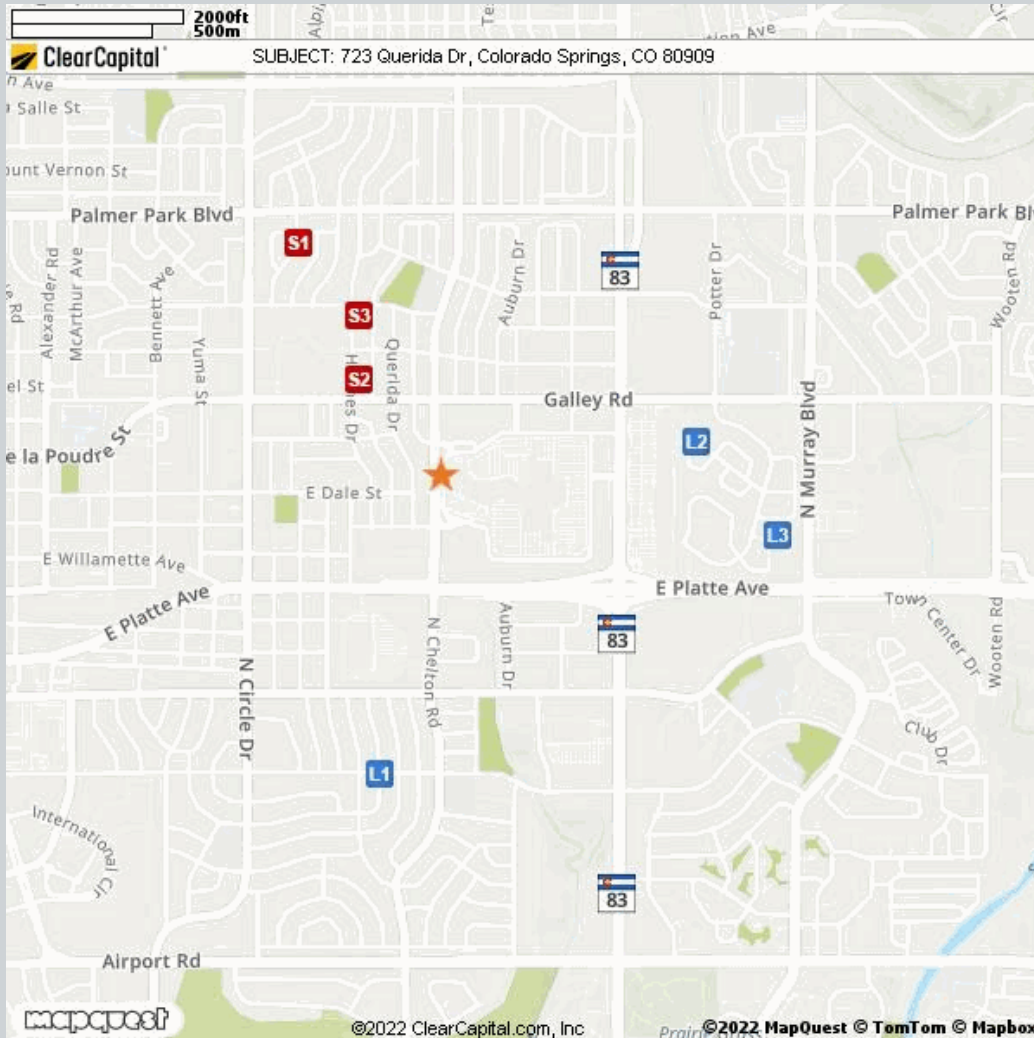 2000ft
500m
ClearCapital
SUBJECT: 723 Querida Dr, Colorado Springs, CO 80909
Ave
Salle St
ount Vernon St
Palmer Park Blvd
Palmer Park Blv
S1
83
Auburn Dr
Potter Dr
Wooten Rd
Alexander Rd
McArthur Ave
Bennett Ave
Rd
S3
Yuma St
Querida Dr
S2
el St
Galley Rd
N Murray Blvd
L2
e la Poudre St
E Dale St
L3
E Willamette Ave
E Platte Ave
E Platte Ave
Town Center Dr
Wooten Rd
83
Auburn Dr
N Chelton Rd
N Circle Dr
Club Dr
L1
International Cir
83
Airport Rd
mapquest
©2022 ClearCapital.com, Inc
©2022 MapQuest © TomTom © Mapbox